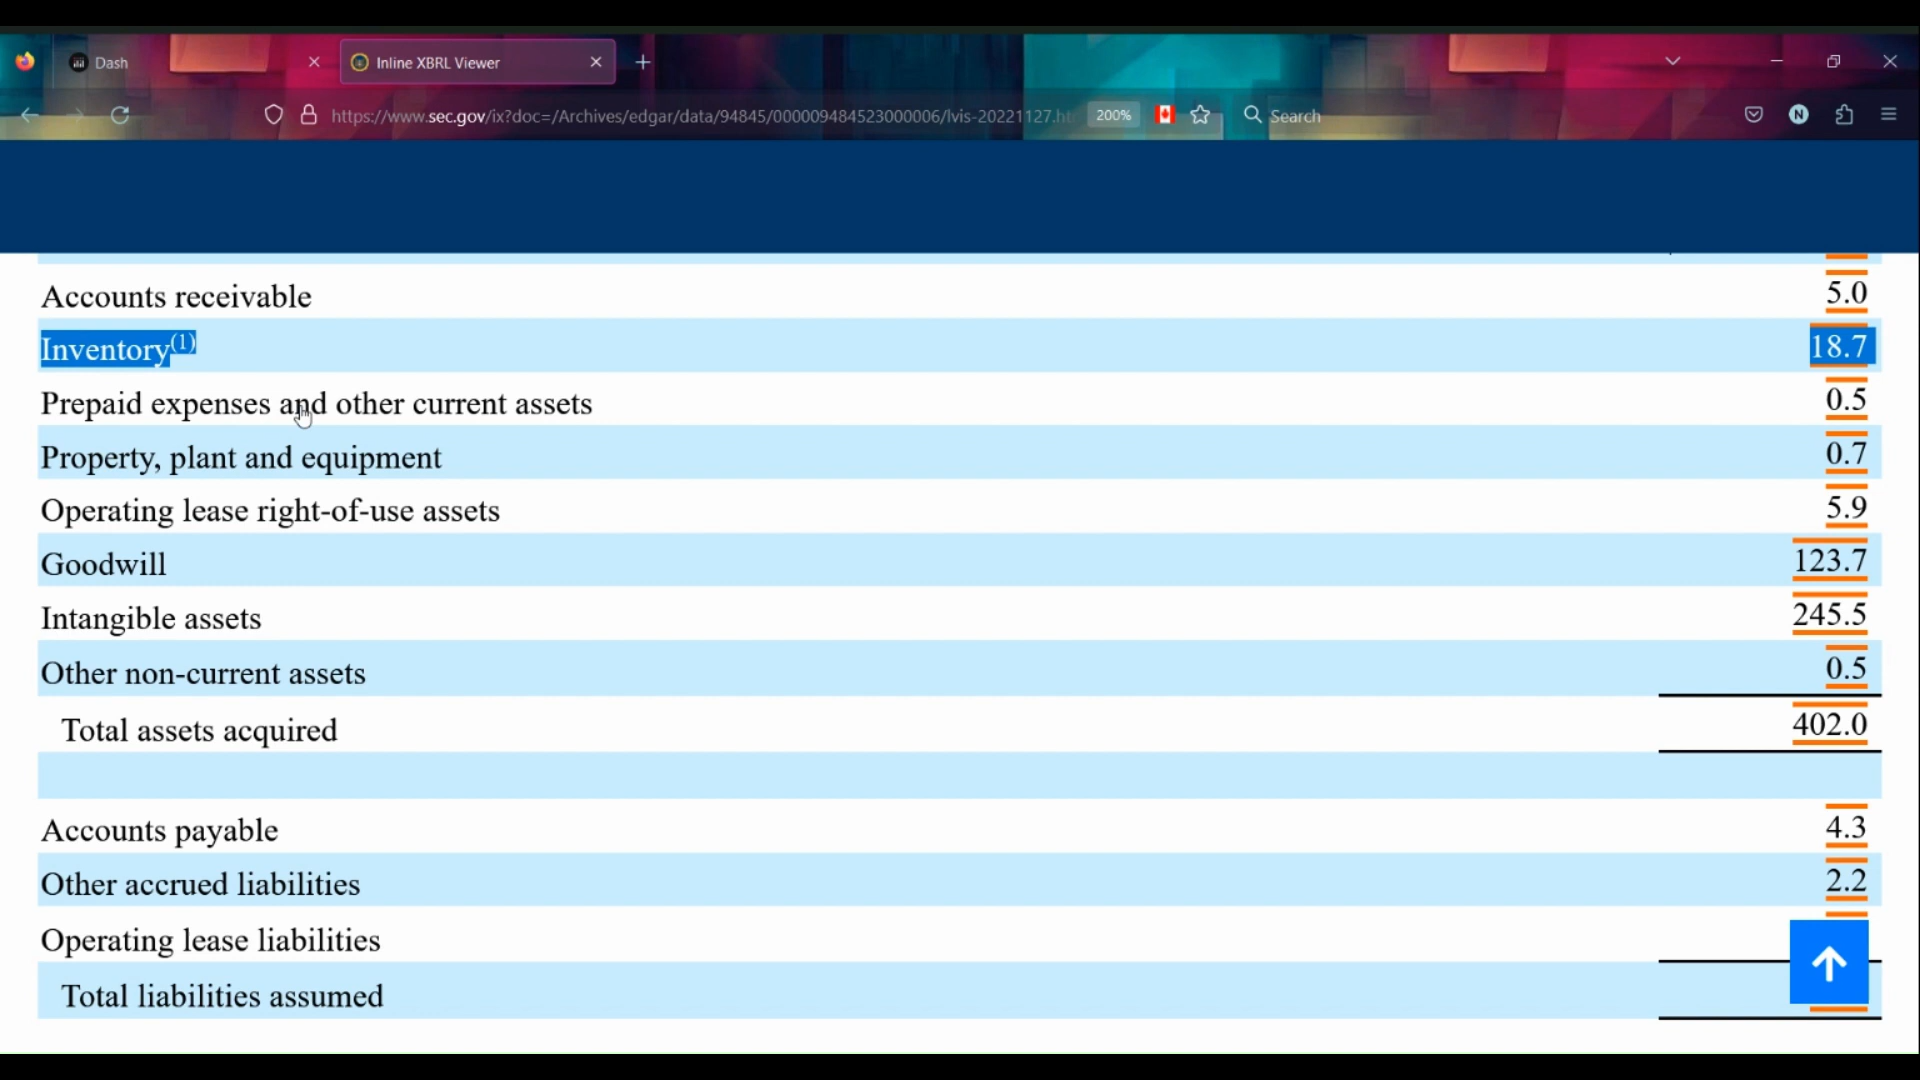 Dash
Inline XBRL Viewer
https://www.sec.gov/ix?doc=/Archives/edgar/data/94845/000009484523000006/lvis-20221127.ht
200%
Search
N
Accounts receivable 5.0
Inventory(1) 18.7
Prepaid expenses and other current assets 0.5
Property, plant and equipment 0.7
Operating lease right-of-use assets 5.9
Goodwill 123.7
Intangible assets 245.5
Other non-current assets 0.5
Total assets acquired 402.0
Accounts payable 4.3
Other accrued liabilities 2.2
Operating lease liabilities
Total liabilities assumed